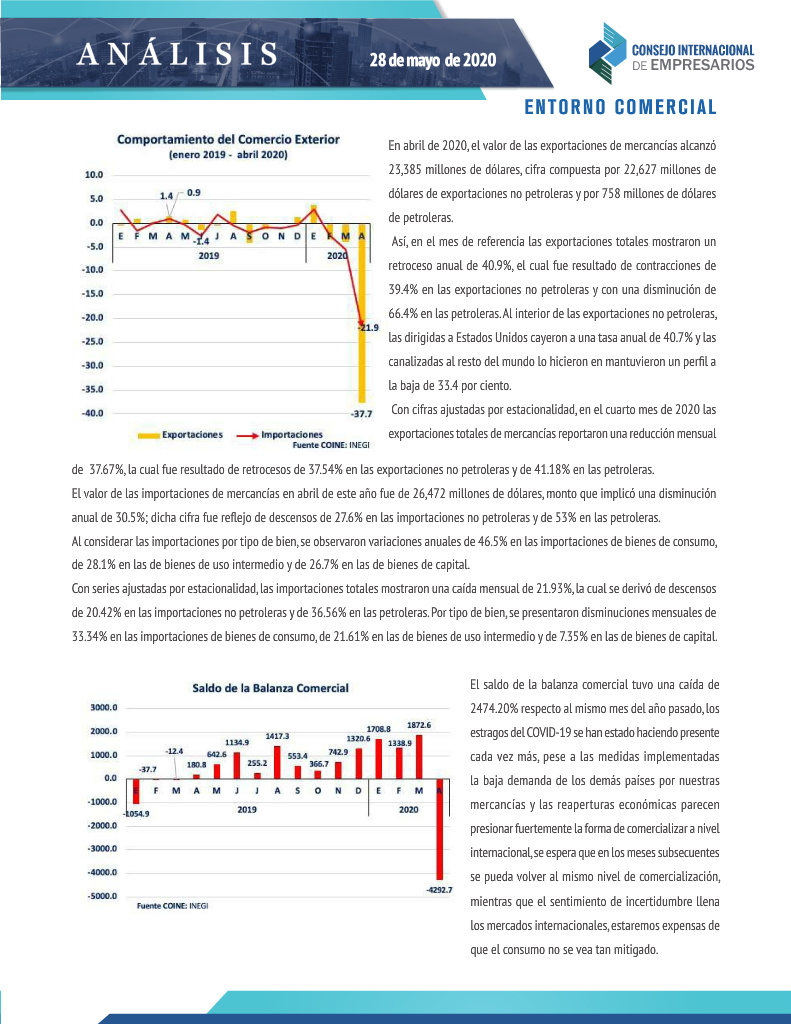 ANÁLISIS
28 de mayo de 2020
CONSEJO INTERNACIONAL
DE EMPRESARIOS
ENTORNO COMERCIAL
Comportamiento del Comercio Exterior
(enero 2019 - abril 2020)
10.0
5.0
0.0
-5.0
-10.0
-15.0
-20.0
-25.0
-30.0
-35.0
-40.0
1.4
0.9
-1.4
-21.9
-37.7
E F M A M J J A S O N D E F M A
2019 2020
Exportaciones Importaciones
Fuente COINE: INEGI
En abril de 2020, el valor de las exportaciones de mercancías alcanzó
23,385 millones de dólares, cifra compuesta por 22,627 millones de
dólares de exportaciones no petroleras y por 758 millones de dólares
de petroleras.
Así, en el mes de referencia las exportaciones totales mostraron un
retroceso anual de 40.9%, el cual fue resultado de contracciones de
39.4% en las exportaciones no petroleras y con una disminución de
66.4% en las petroleras. Al interior de las exportaciones no petroleras,
las dirigidas a Estados Unidos cayeron a una tasa anual de 40.7% y las
canalizadas al resto del mundo lo hicieron en mantuvieron un perfil a
la baja de 33.4 por ciento.
Con cifras ajustadas por estacionalidad, en el cuarto mes de 2020 las
exportaciones totales de mercancías reportaron una reducción mensual
de 37.67%, la cual fue resultado de retrocesos de 37.54% en las exportaciones no petroleras y de 41.18% en las petroleras.
El valor de las importaciones de mercancías en abril de este año fue de 26,472 millones de dólares, monto que implicó una disminución
anual de 30.5%; dicha cifra fue reflejo de descensos de 27.6% en las importaciones no petroleras y de 53% en las petroleras.
Al considerar las importaciones por tipo de bien, se observaron variaciones anuales de 46.5% en las importaciones de bienes de consumo,
de 28.1% en las de bienes de uso intermedio y de 26.7% en las de bienes de capital.
Con series ajustadas por estacionalidad, las importaciones totales mostraron una caída mensual de 21.93%, la cual se derivó de descensos
de 20.42% en las importaciones no petroleras y de 36.56% en las petroleras. Por tipo de bien, se presentaron disminuciones mensuales de
33.34% en las importaciones de bienes de consumo, de 21.61% en las de bienes de uso intermedio y de 7.35% en las de bienes de capital.
Saldo de la Balanza Comercial
3000.0
2000.0
1000.0
0.0
-1000.0
-2000.0
-3000.0
-4000.0
-5000.0
-1054.9
-37.7
-12.4
180.8
642.6
1134.9
255.2
1417.3
553.4
366.7
742.9
1320.6
1708.8
1338.9
1872.6
-4292.7
E F M A M J J A S O N D E F M A
2019 2020
Fuente COINE: INEGI
El saldo de la balanza comercial tuvo una caída de
2474.20% respecto al mismo mes del año pasado, los
estragos del COVID-19 se han estado haciendo presente
cada vez más, pese a las medidas implementadas
la baja demanda de los demás países por nuestras
mercancías y las reaperturas económicas parecen
presionar fuertemente la forma de comercializar a nivel
internacional, se espera que en los meses subsecuentes
se pueda volver al mismo nivel de comercialización,
mientras que el sentimiento de incertidumbre llena
los mercados internacionales, estaremos expensas de
que el consumo no se vea tan mitigado.